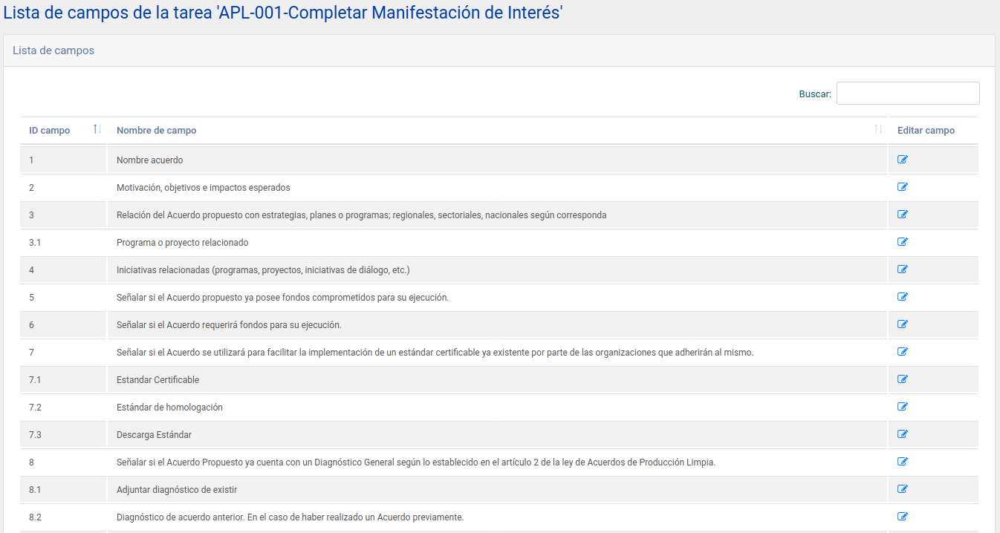 Lista de campos de la tarea 'APL-001-Completar Manifestación de Interés'
Lista de campos
Buscar:
ID campo Nombre de campo Editar campo
1 Nombre acuerdo
2 Motivación, objetivos e impactos esperados
3 Relación del Acuerdo propuesto con estrategias, planes o programas; regionales, sectoriales, nacionales según corresponda
3.1 Programa o proyecto relacionado
4 Iniciativas relacionadas (programas, proyectos, iniciativas de diálogo, etc.)
5 Señalar si el Acuerdo propuesto ya posee fondos comprometidos para su ejecución.
6 Señalar si el Acuerdo requerirá fondos para su ejecución.
7 Señalar si el Acuerdo se utilizará para facilitar la implementación de un estándar certificable ya existente por parte de las organizaciones que adherirán al mismo.
7.1 Estandar Certificable
7.2 Estándar de homologación
7.3 Descarga Estándar
8 Señalar si el Acuerdo Propuesto ya cuenta con un Diagnóstico General según lo establecido en el artículo 2 de la ley de Acuerdos de Producción Limpia.
8.1 Adjuntar diagnóstico de existir
8.2 Diagnóstico de acuerdo anterior. En el caso de haber realizado un Acuerdo previamente.